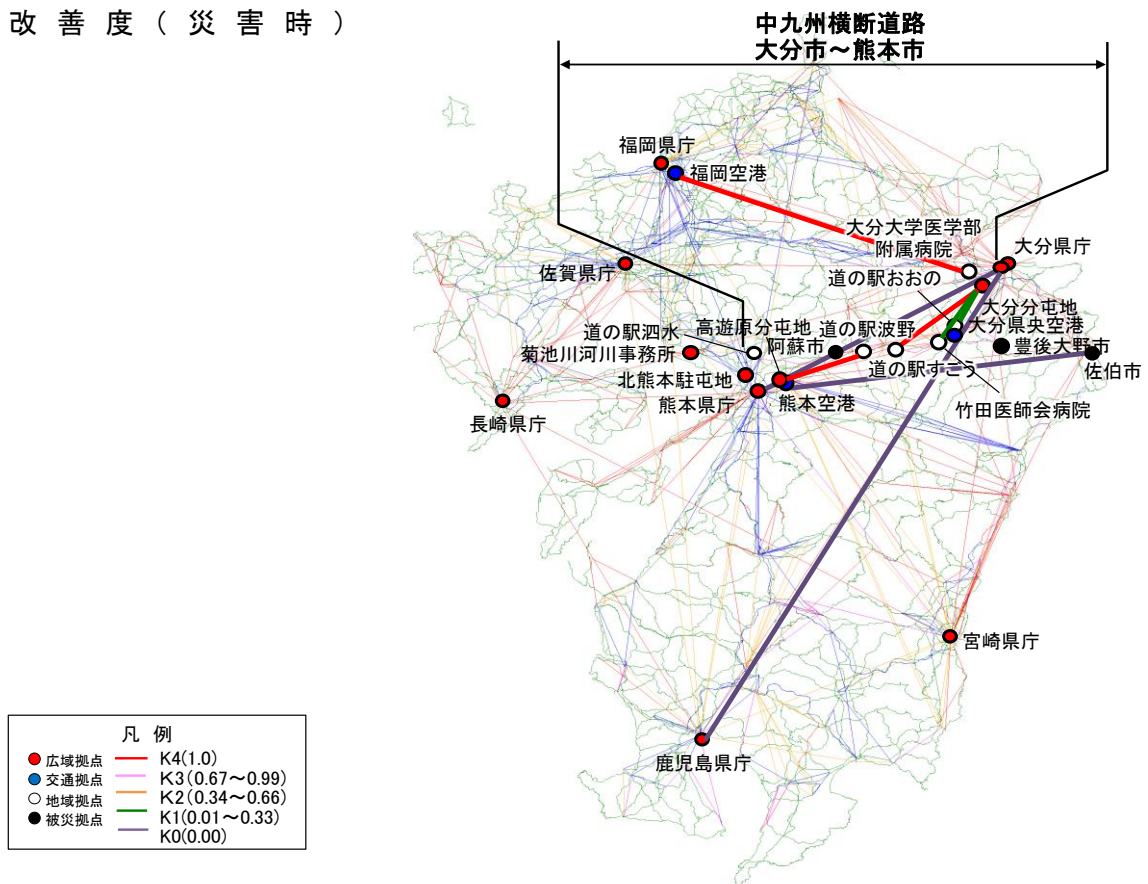 改善度(災害時)
中九州横断道路
大分市～熊本市
福岡県庁
福岡空港
大分大学医学部
附属病院
大分県庁
佐賀県庁
道の駅おおの
大分分屯地
道の駅泗水
高遊原分屯地
道の駅波野
大分県央空港
菊池川河川事務所
阿蘇市
豊後大野市
道の駅すごう
佐伯市
北熊本駐屯地
熊本県庁
熊本空港
竹田医師会病院
長崎県庁
宮崎県庁
鹿児島県庁
凡例
広域拠点
K4(1.0)
交通拠点
K3(0.67～0.99)
地域拠点
K2(0.34～0.66)
被災拠点
K1(0.01～0.33)
K0(0.00)